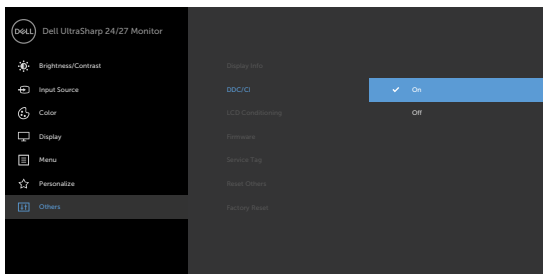 DELL Dell UltraSharp 24/27 Monitor
Brightness/Contrast
Input Source
Color
Display
Menu
Personalize
Others
Display Info
DDC/CI
LCD Conditioning
Firmware
Service Tag
Reset Others
Factory Reset
On
Off